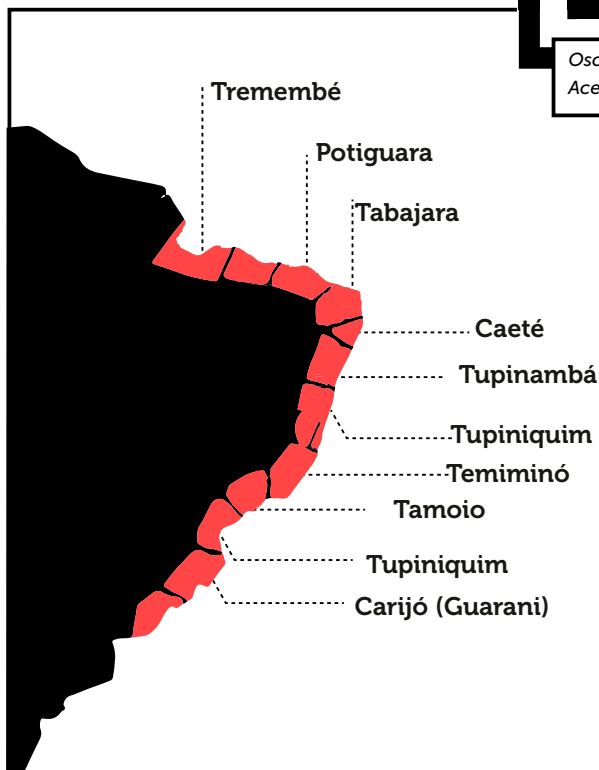 Tremembé
Potiguara
Tabajara
Caeté
Tupinambá
Tupiniquim
Temiminó
Tamoio
Tupiniquim
Carijó (Guarani)